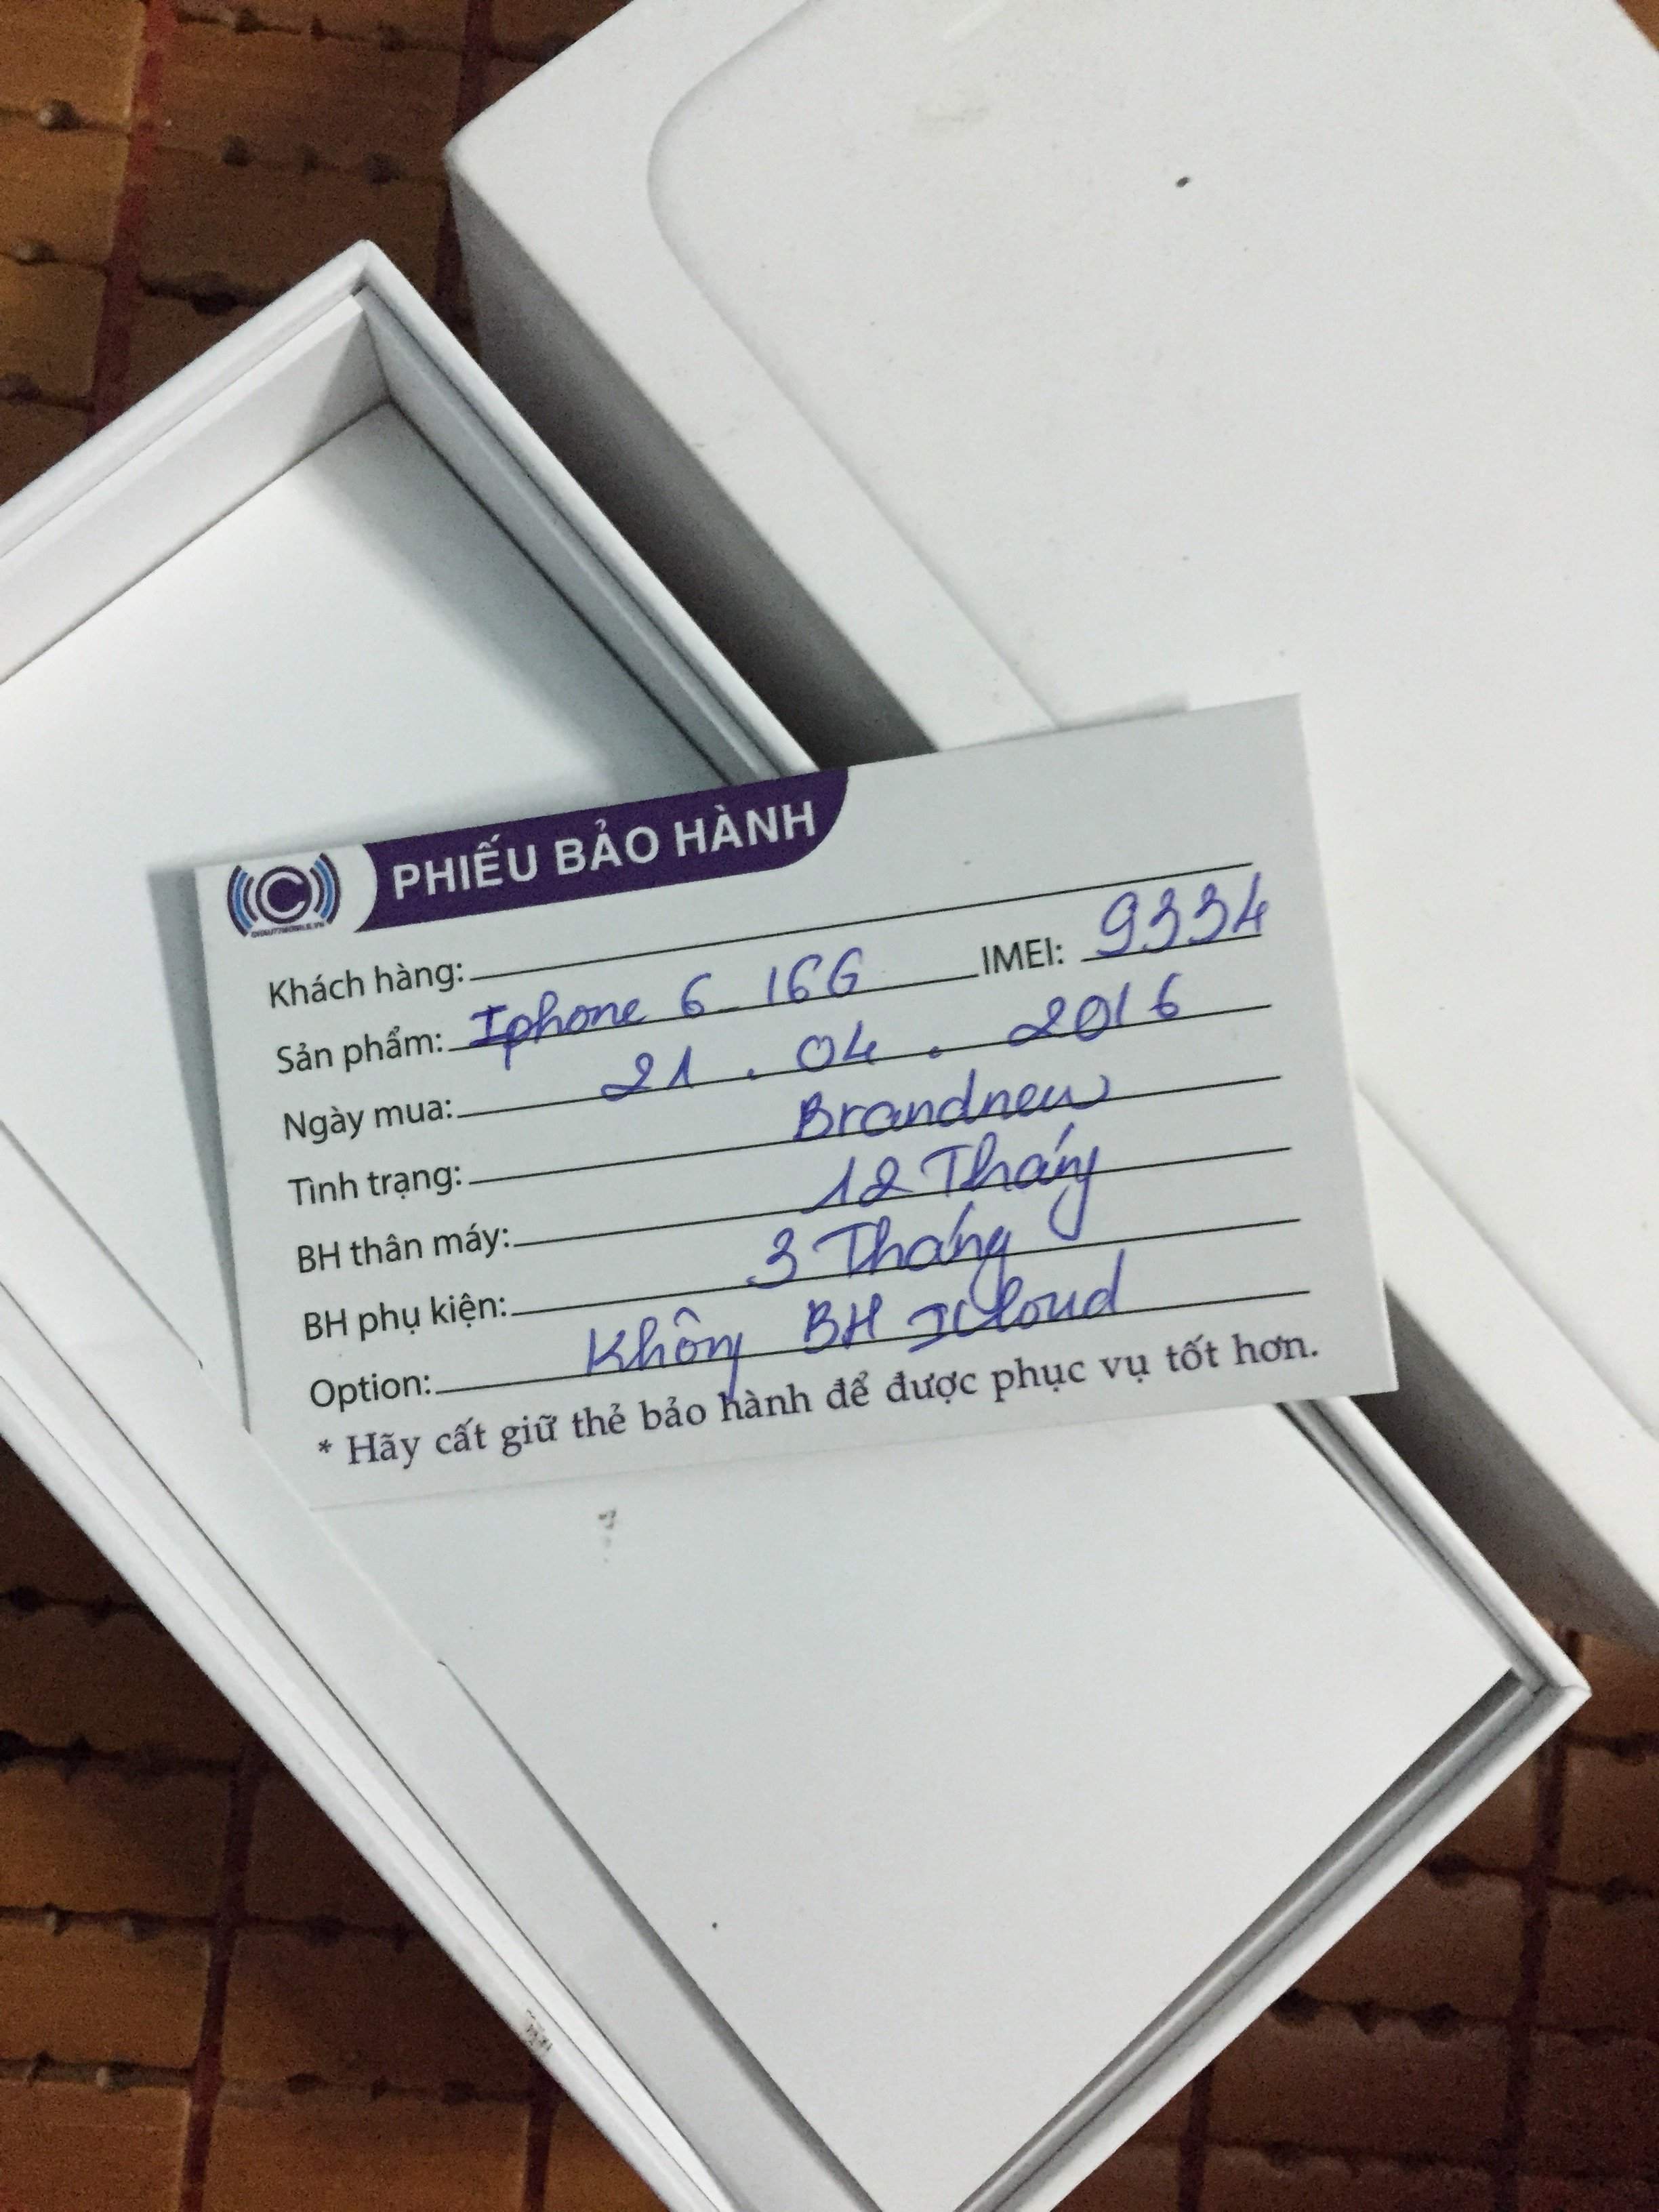 PHIẾU BẢO HÀNH
Khách hàng:
Sản phẩm: Iphone 6 16G IMEI: 9334
Ngày mua: 21.04.2016
Tình trạng: Brandnew
BH thân máy: 12 Tháng
BH phụ kiện: 3 Tháng
Option: Không BH ICloud
* Hãy cất giữ thẻ bảo hành để được phục vụ tốt hơn.